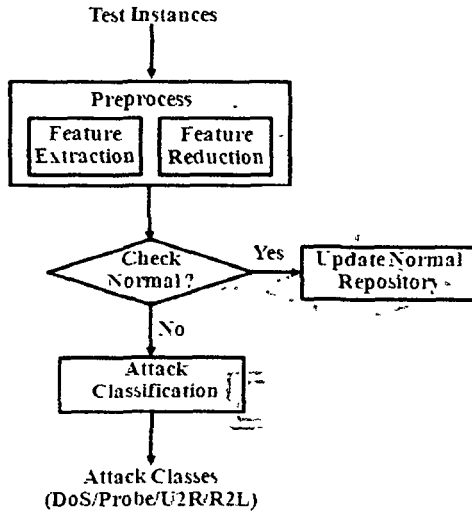 Test Instances
Preprocess
Feature
Extraction
Feature
Reduction
Check
Normal?
Yes
Update Normal
Repository
No
Attack
Classification
Attack Classes
(DoS/Probe/U2R/R2L)